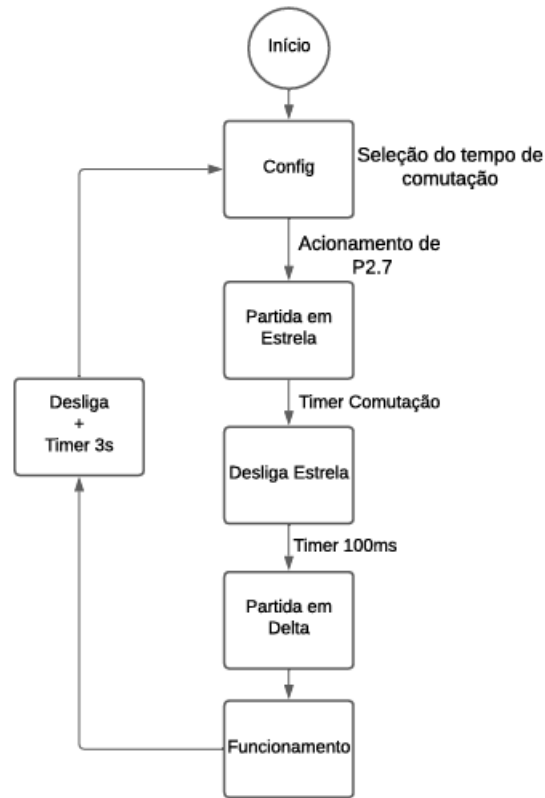 Início
Config
Seleção do tempo de
comutação
Acionamento de
P2.7
Partida em
Estrela
Timer Comutação
Desliga
+
Timer 3s
Desliga Estrela
Timer 100ms
Partida em
Delta
Funcionamento